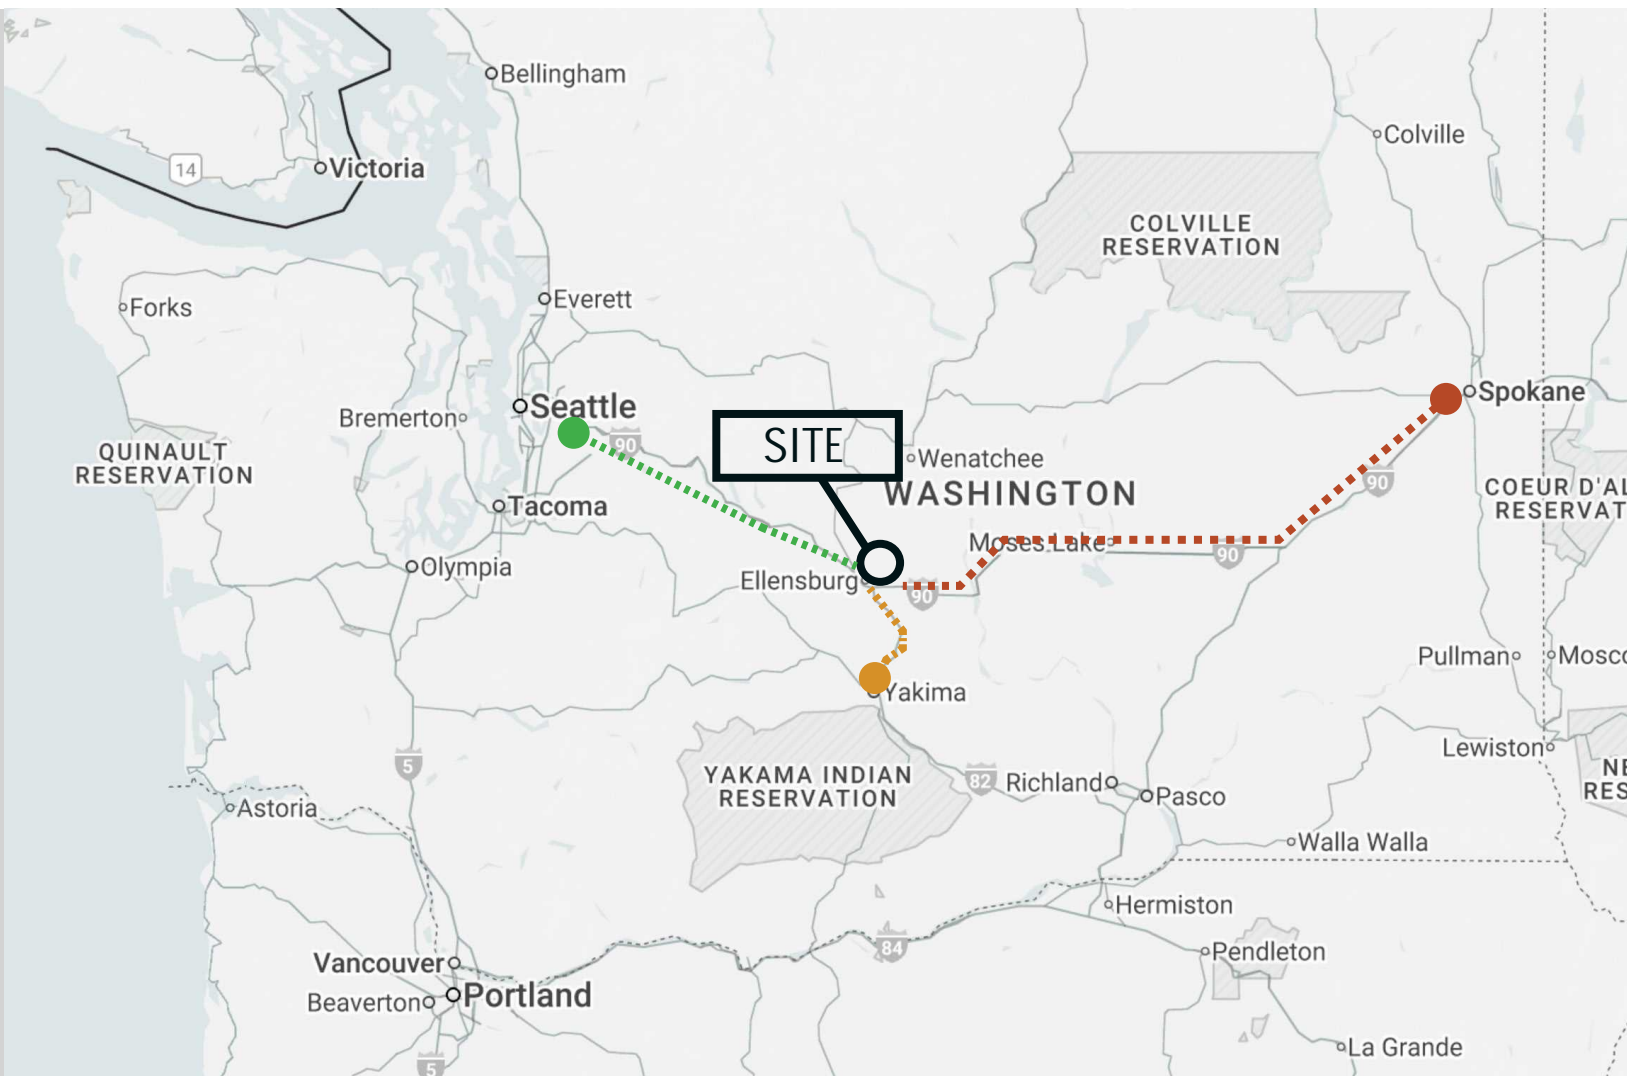 Bellingham
Colville
14
Victoria
COLVILLE
RESERVATION
Everett
Forks
Spokane
Seattle
Bremerton
90
SITE
QUINAULT
RESERVATION
Wenatchee
90
WASHINGTON
COEUR D'AL
RESERVAT
Tacoma
Moses Lake
90
Olympia
Ellensburg
90
Pullman
Mosco
Yakima
Lewiston
5
YAKAMA INDIAN
RESERVATION
82
Richland
Pasco
NE
RES
Astoria
Walla Walla
Hermiston
84
Pendleton
Vancouver
Beaverton
Portland
La Grande
5